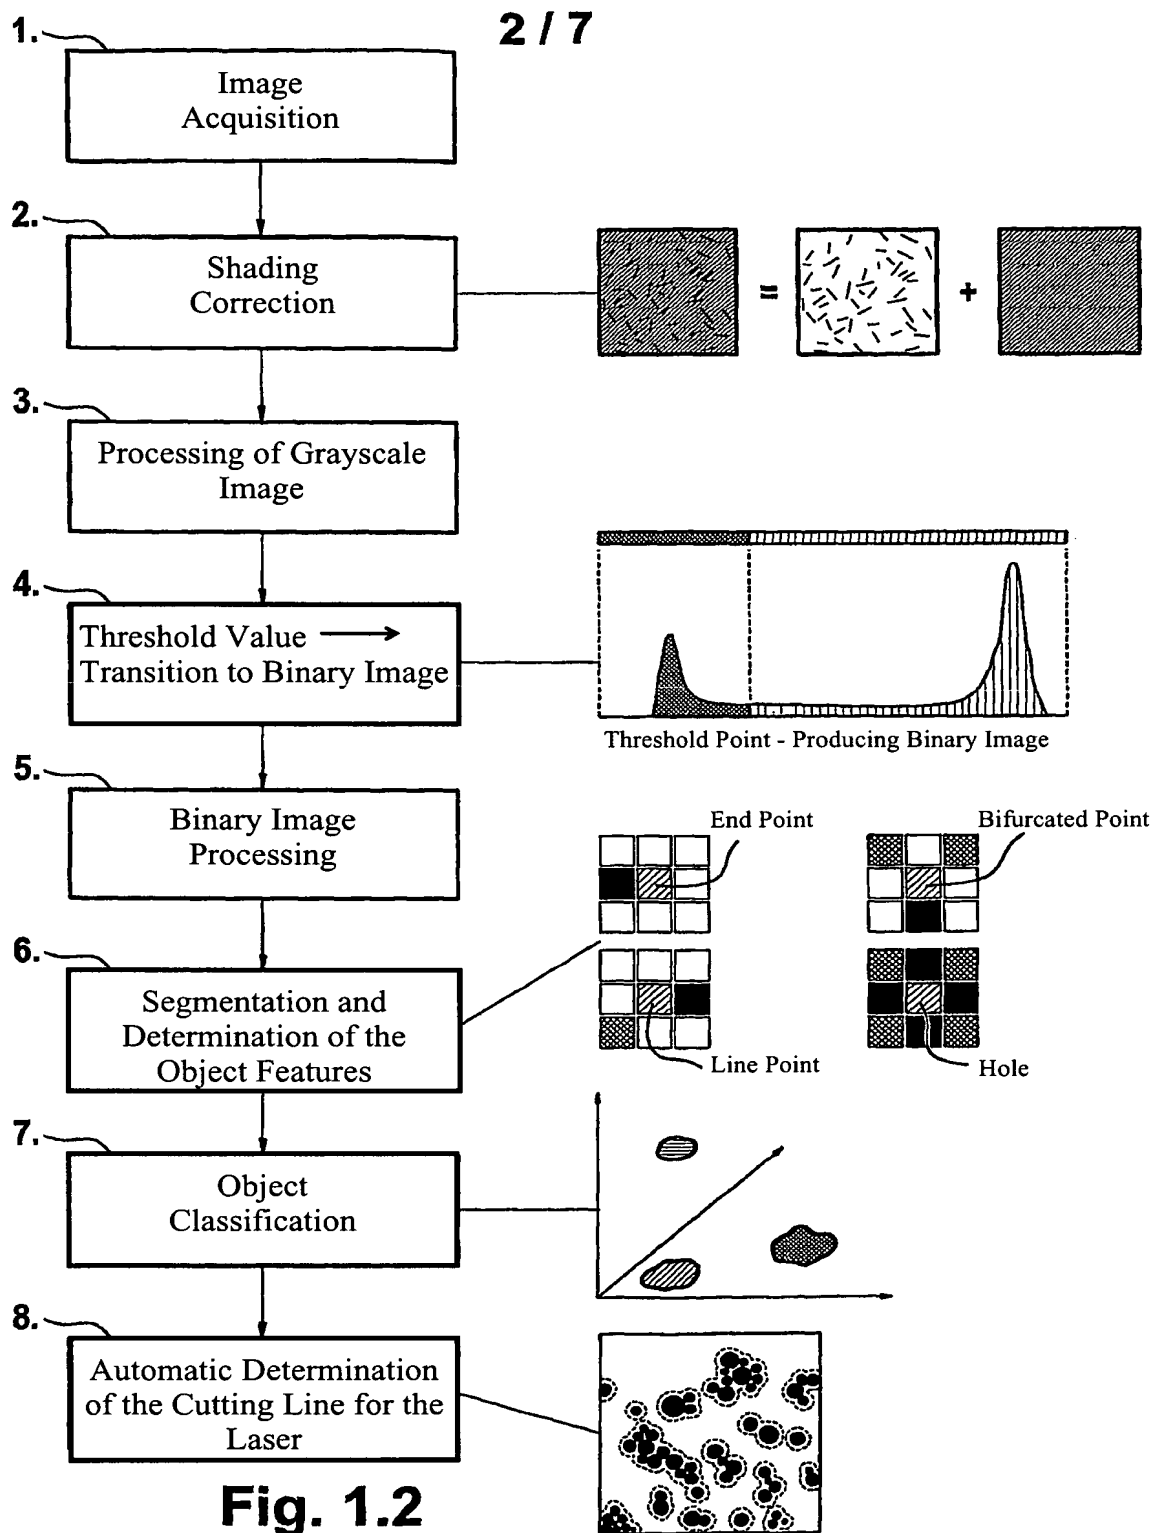 2 / 7
1.
Image
Acquisition
2.
Shading
Correction
=
+
3.
Processing of Grayscale
Image
4.
Threshold Value →
Transition to Binary Image
Threshold Point - Producing Binary Image
5.
Binary Image
Processing
End Point
Bifurcated Point
6.
Segmentation and
Determination of the
Object Features
Line Point
Hole
7.
Object
Classification
8.
Automatic Determination
of the Cutting Line for the
Laser
Fig. 1.2